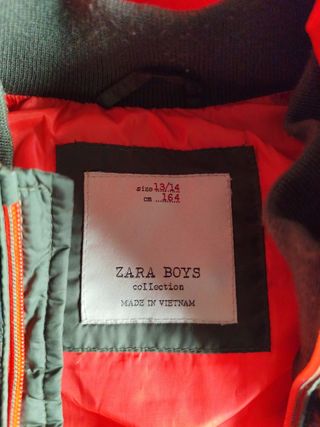 size 13/14
cm ...164
ZARA BOYS
collection
MADE IN VIETNAM